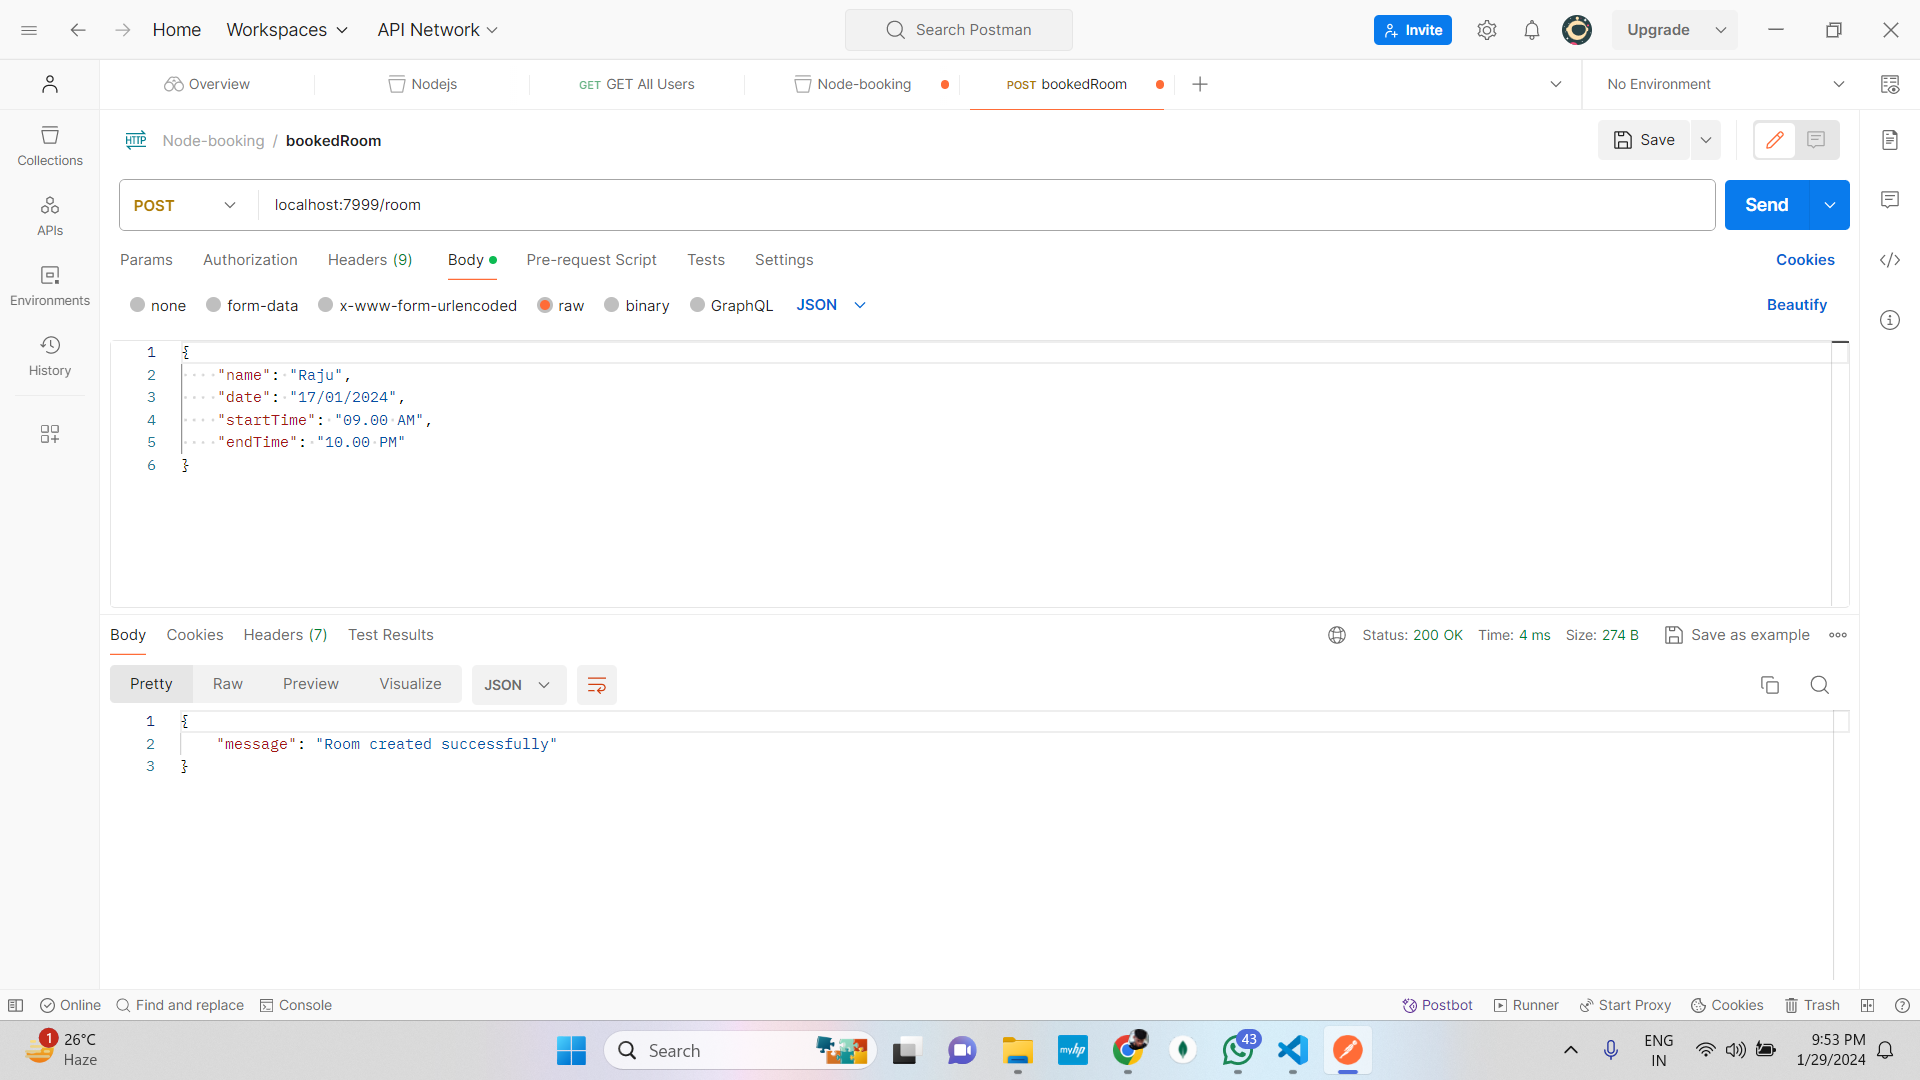 Home Workspaces API Network Search Postman Invite Upgrade
Overview Nodejs GET GET All Users Node-booking POST bookedRoom No Environment
HTTP Node-booking / bookedRoom Save
Collections
APIs
Environments
History
POST localhost:7999/room Send
Params Authorization Headers (9) Body Pre-request Script Tests Settings Cookies
none form-data x-www-form-urlencoded raw binary GraphQL JSON Beautify
1 {
2 "name": "Raju",
3 "date": "17/01/2024",
4 "startTime": "09.00 AM",
5 "endTime": "10.00 PM"
6 }
Body Cookies Headers (7) Test Results Status: 200 OK Time: 4 ms Size: 274 B Save as example
Pretty Raw Preview Visualize JSON
1 {
2 "message": "Room created successfully"
3 }
Online Find and replace Console Postbot Runner Start Proxy Cookies Trash
1 26°C
Haze
Search
myhp
43
ENG
IN
9:53 PM
1/29/2024